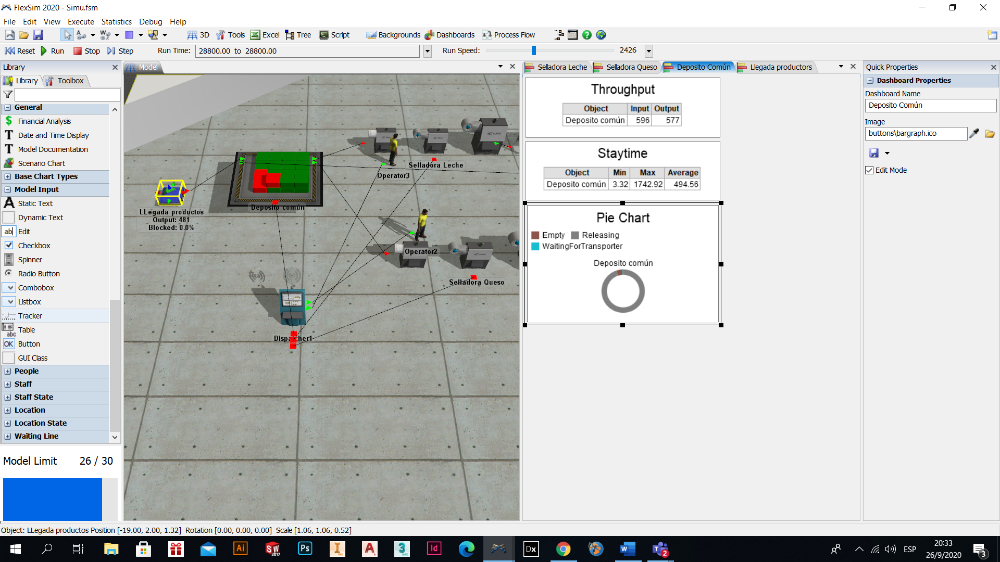 FlexSim 2020 - Simu.fsm
File Edit View Execute Statistics Debug Help
3D Tools Excel Tree Script Backgrounds Dashboards Process Flow
Reset Run Stop Step Run Time: 28800.00 to 28800.00 Run Speed: 2426
Library
Library Toolbox
General
Financial Analysis
Date and Time Display
Model Documentation
Scenario Chart
Base Chart Types
Model Input
Static Text
Dynamic Text
Edit
Checkbox
Spinner
Radio Button
Combobox
Listbox
Tracker
Table
Button
GUI Class
People
Staff
Staff State
Location
Location State
Waiting Line
Model Limit 26 / 30
Model
LLegada productos
Output: 481
Blocked: 0.0%
Deposito común
Operator3
Selladora Leche
Operator2
Selladora Queso
Dispatcher1
Selladora Leche Selladora Queso Deposito Común Llegada productors
Throughput
Object Input Output
Deposito común 596 577
Staytime
Object Min Max Average
Deposito común 3.32 1742.92 494.56
Pie Chart
Empty Releasing
WaitingForTransporter
Deposito común
Quick Properties
Dashboard Properties
Dashboard Name
Deposito Común
Image
buttons\bargraph.ico
Edit Mode
Object: LLegada productos Position [-19.00, 2.00, 1.32] Rotation [0.00, 0.00, 0.00] Scale [1.06, 1.06, 0.52]
Ai
SW
2017
Ps
I
A
3
MAX
Id
Dx
W
T
2
ESP
20:33
26/9/2020
3